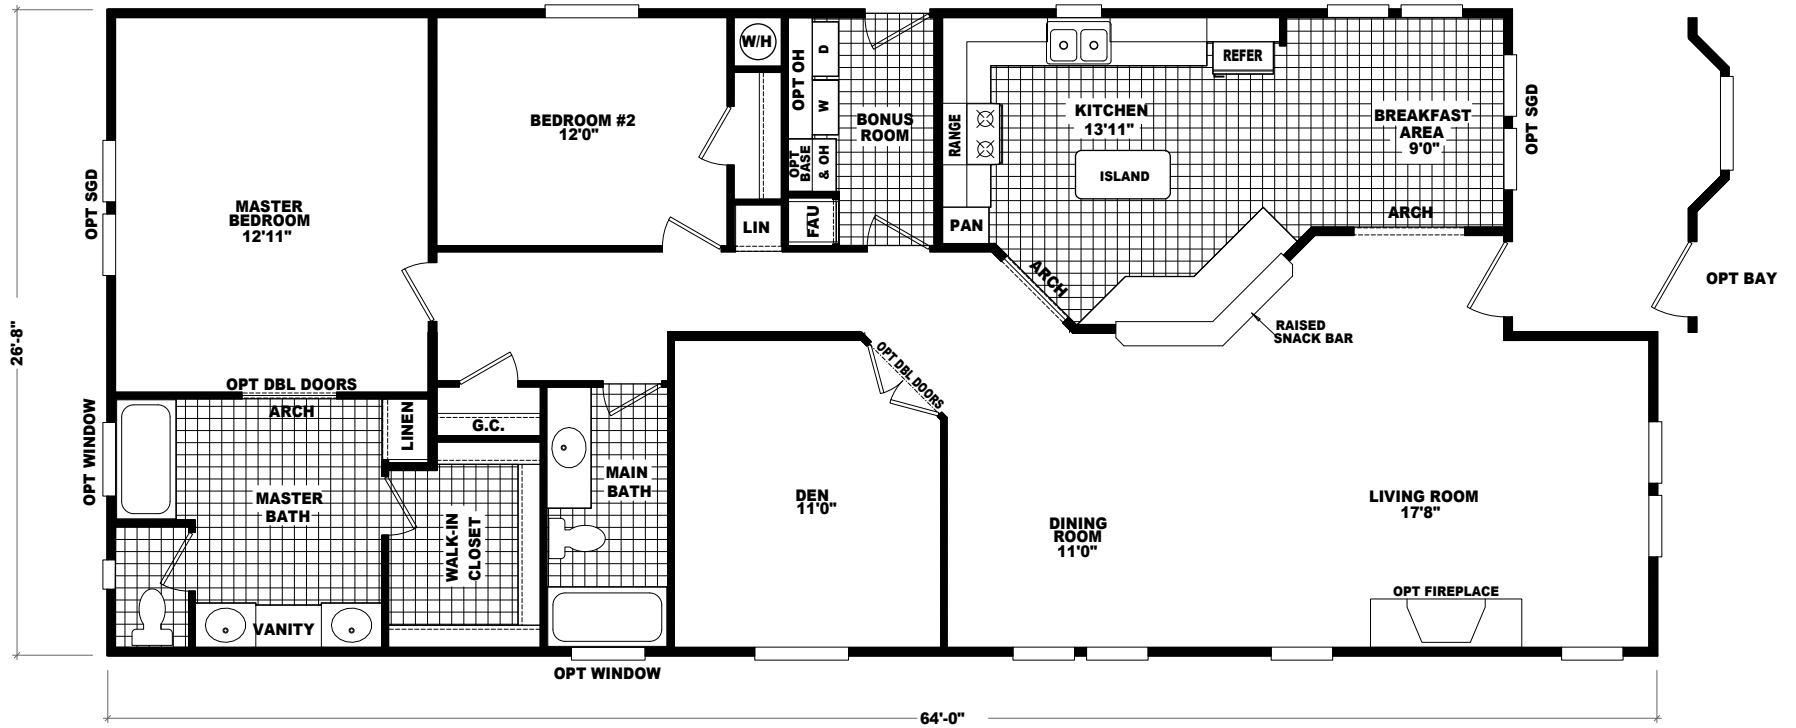 W/H
OPT OH
D
W
OPT
BASE
& OH
FAU
LIN
BONUS
ROOM
BEDROOM #2
12'0"
RANGE
REFER
KITCHEN
13'11"
ISLAND
PAN
BREAKFAST
AREA
9'0"
OPT SGD
ARCH
ARCH
OPT BAY
RAISED
SNACK BAR
OPT SGD
MASTER
BEDROOM
12'11"
26'-8"
OPT DBL DOORS
ARCH
OPT WINDOW
LINEN
G.C.
OPT DBL DOORS
MASTER
BATH
WALK-IN
CLOSET
MAIN
BATH
DEN
11'0"
DINING
ROOM
11'0"
LIVING ROOM
17'8"
OPT FIREPLACE
VANITY
OPT WINDOW
64'-0"